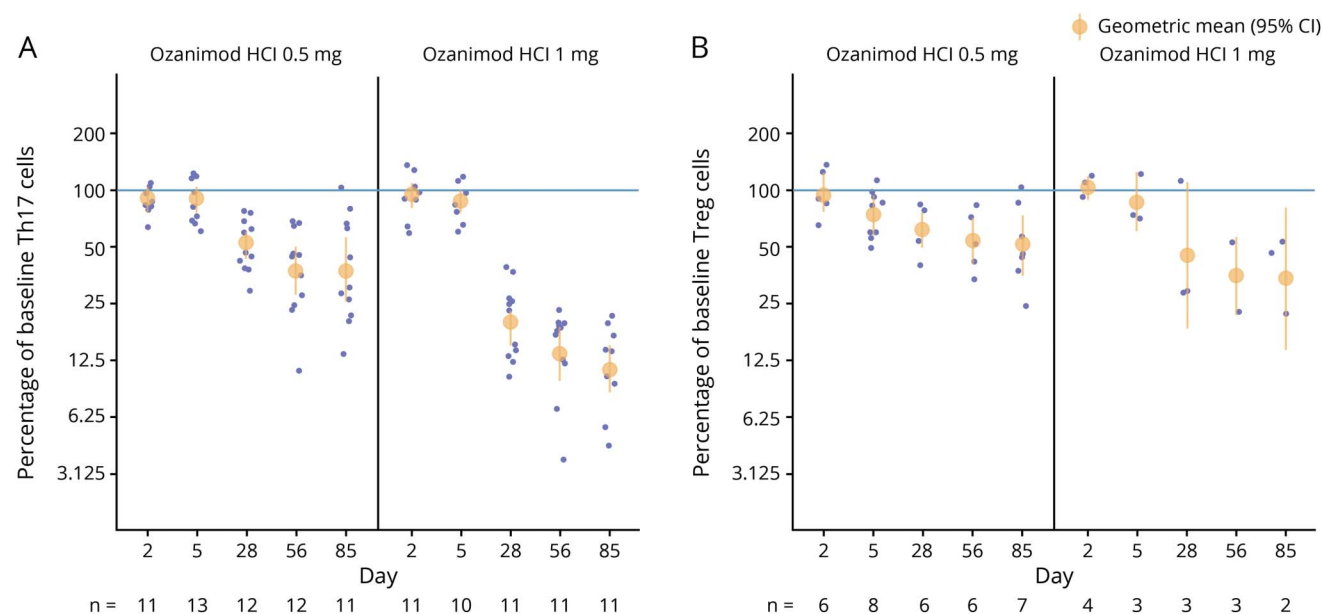 A
Ozanimod HCl 0.5 mg
Ozanimod HCl 1 mg
Percentage of baseline Th17 cells
200
100
50
25
12.5
6.25
3.125
2 5 28 56 85 2 5 28 56 85
Day
n = 11 13 12 12 11 11 10 11 11 11
B
Geometric mean (95% CI)
Ozanimod HCl 0.5 mg
Ozanimod HCl 1 mg
Percentage of baseline Treg cells
200
100
50
25
12.5
6.25
3.125
2 5 28 56 85 2 5 28 56 85
Day
n = 6 8 6 6 7 4 3 3 3 2